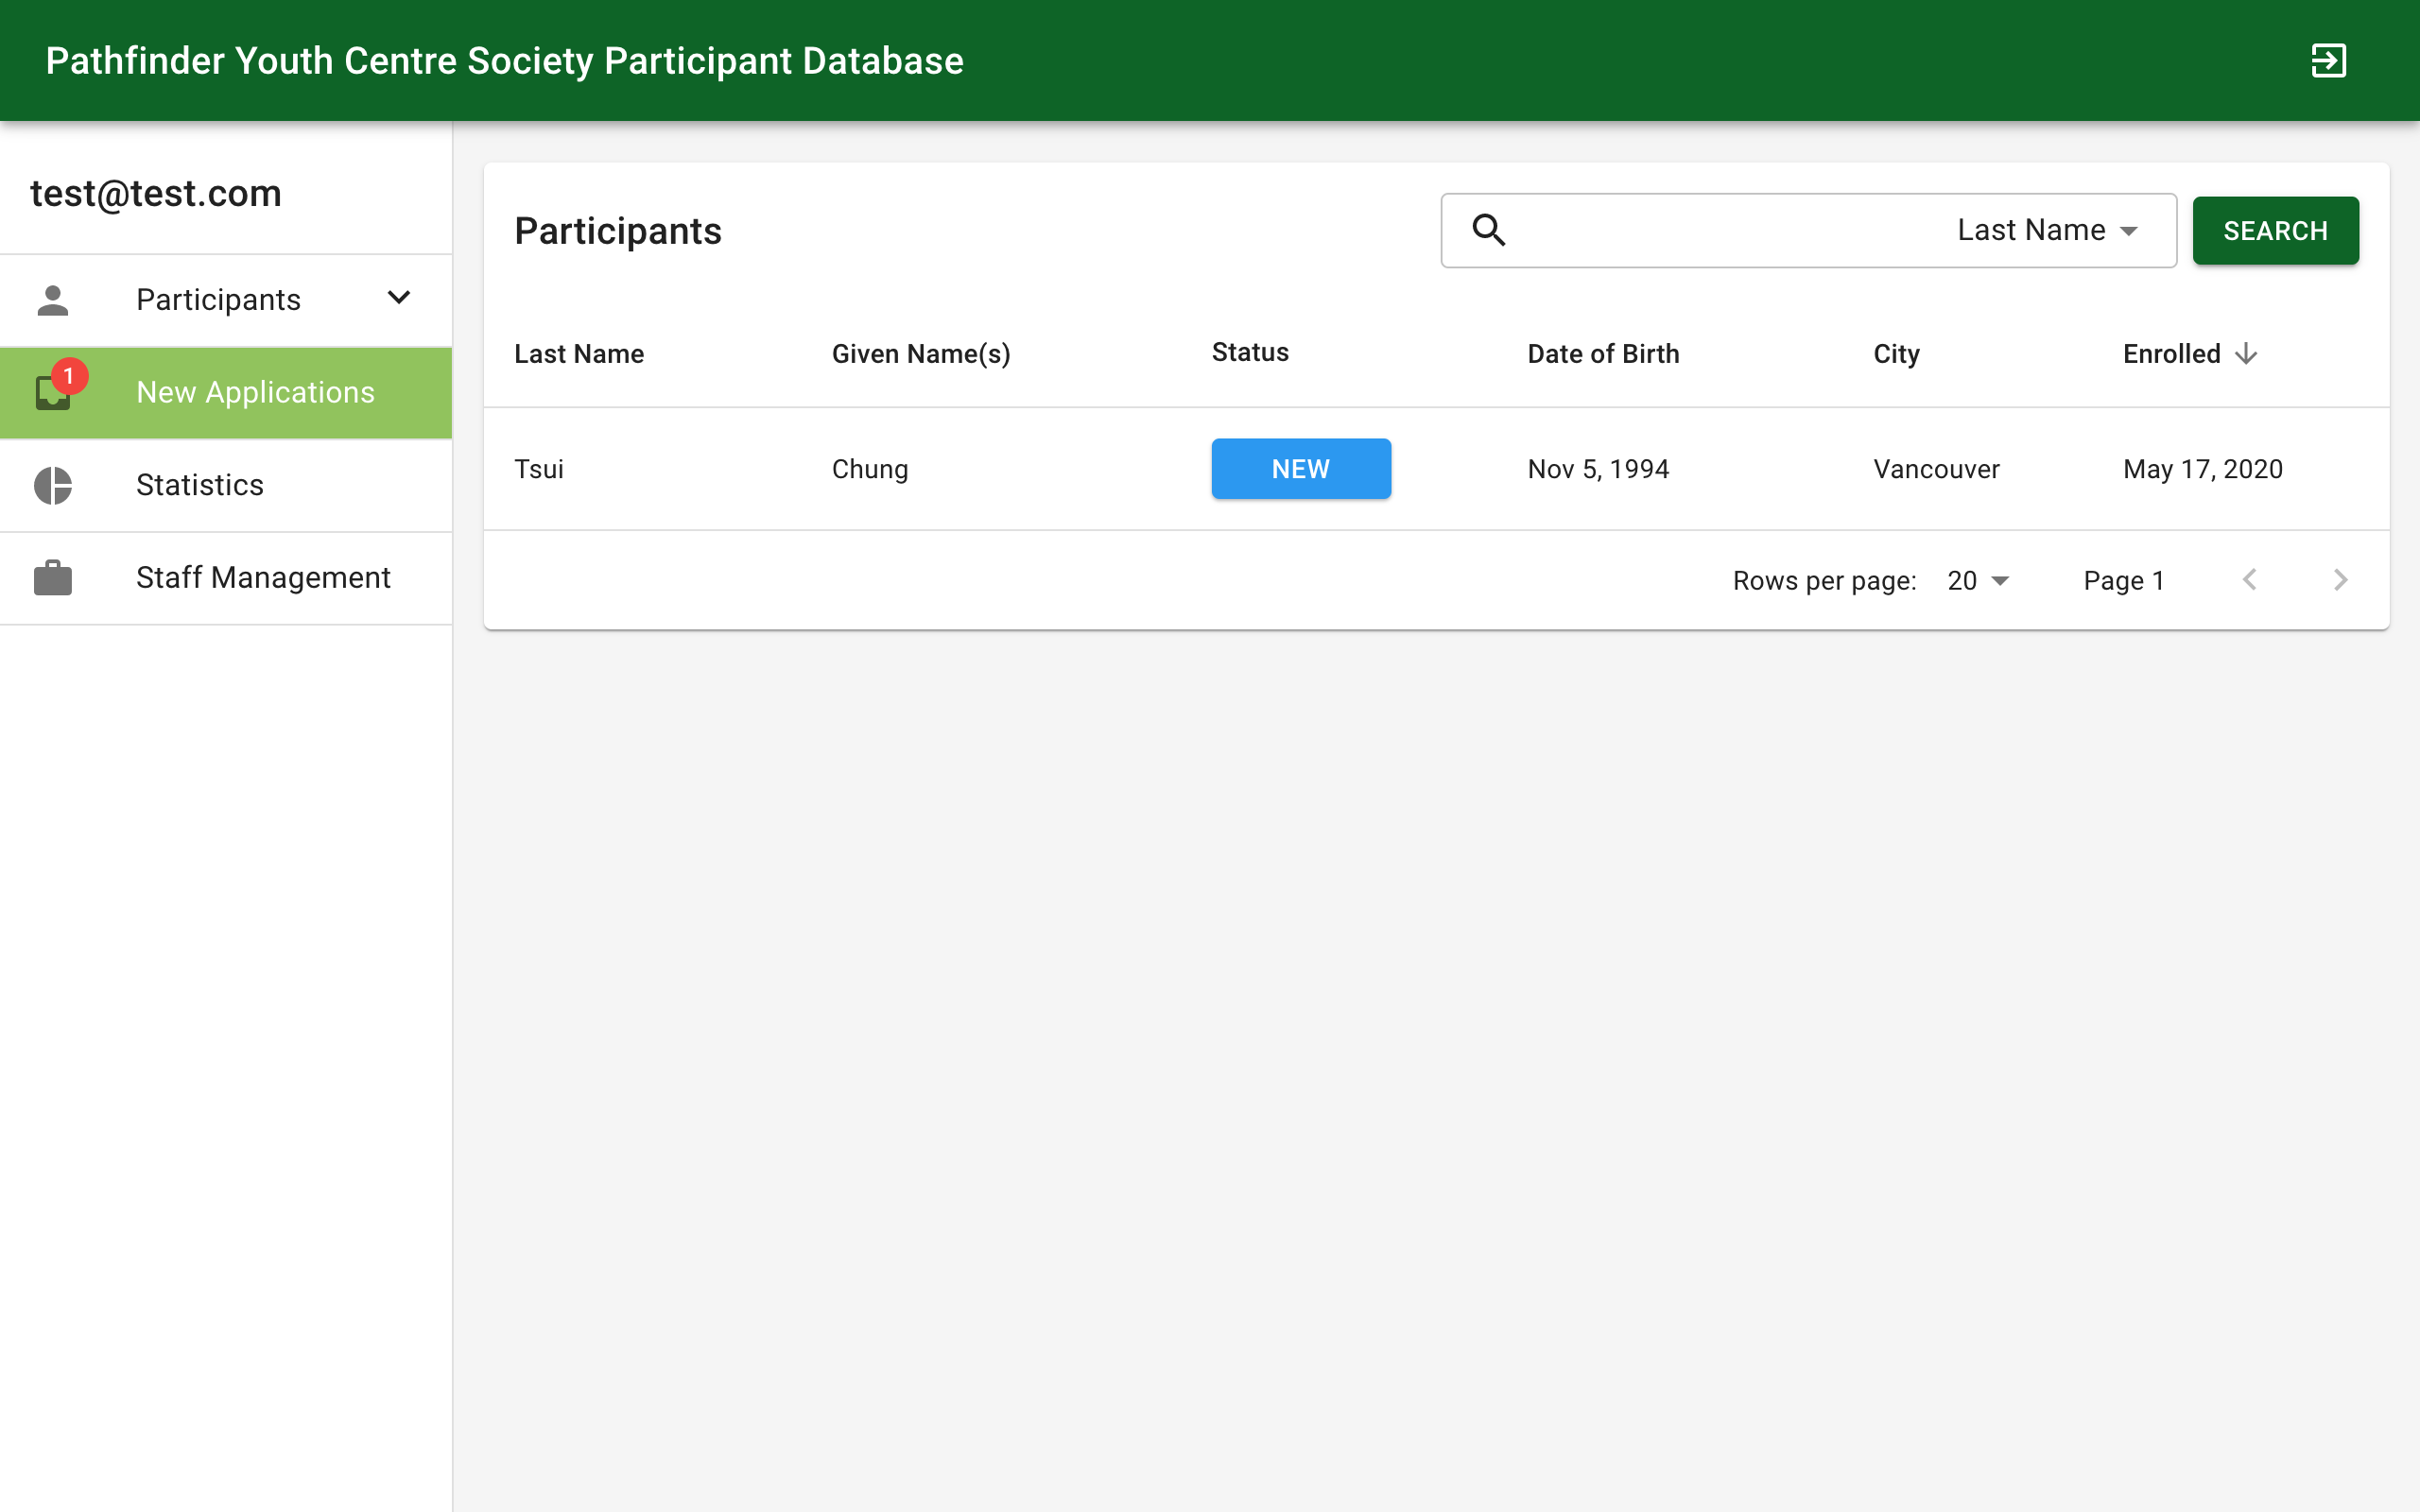 Pathfinder Youth Centre Society Participant Database
test@test.com
Participants
1
New Applications
Statistics
Staff Management
Participants
Last Name
SEARCH
Last Name Given Name(s) Status Date of Birth City Enrolled
Tsui Chung NEW Nov 5, 1994 Vancouver May 17, 2020
Rows per page: 20 Page 1